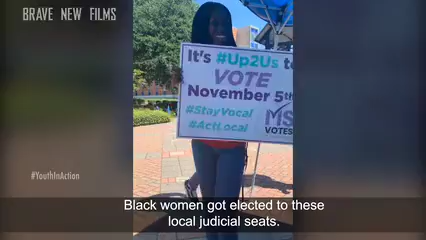 BRAVE NEW FILMS
It's #Up2Us to
VOTE
November 5th
#StayVocal
#ActLocal
MS
VOTES
#YouthInAction
Black women got elected to these
local judicial seats.